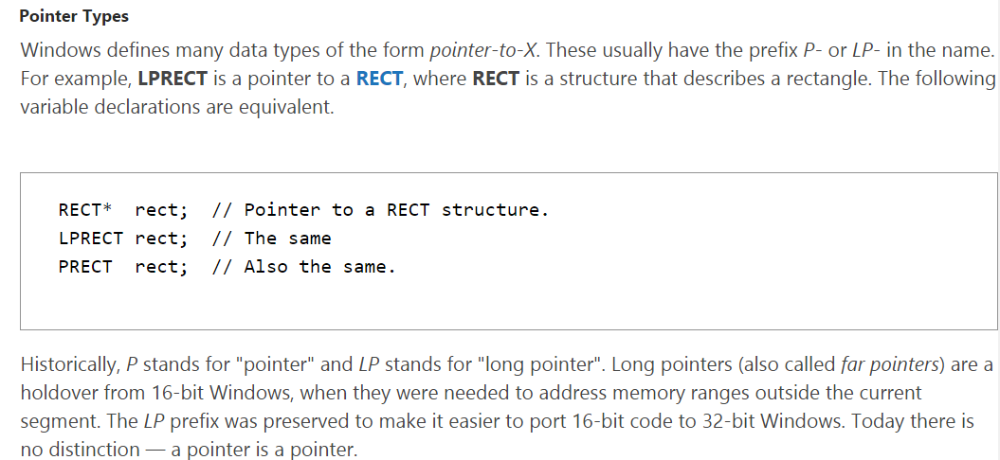 Pointer Types
Windows defines many data types of the form pointer-to-X. These usually have the prefix P- or LP- in the name.
For example, LPRECT is a pointer to a RECT, where RECT is a structure that describes a rectangle. The following
variable declarations are equivalent.
RECT*  rect;  // Pointer to a RECT structure.
LPRECT rect;  // The same
PRECT  rect;  // Also the same.
Historically, P stands for "pointer" and LP stands for "long pointer". Long pointers (also called far pointers) are a
holdover from 16-bit Windows, when they were needed to address memory ranges outside the current
segment. The LP prefix was preserved to make it easier to port 16-bit code to 32-bit Windows. Today there is
no distinction — a pointer is a pointer.